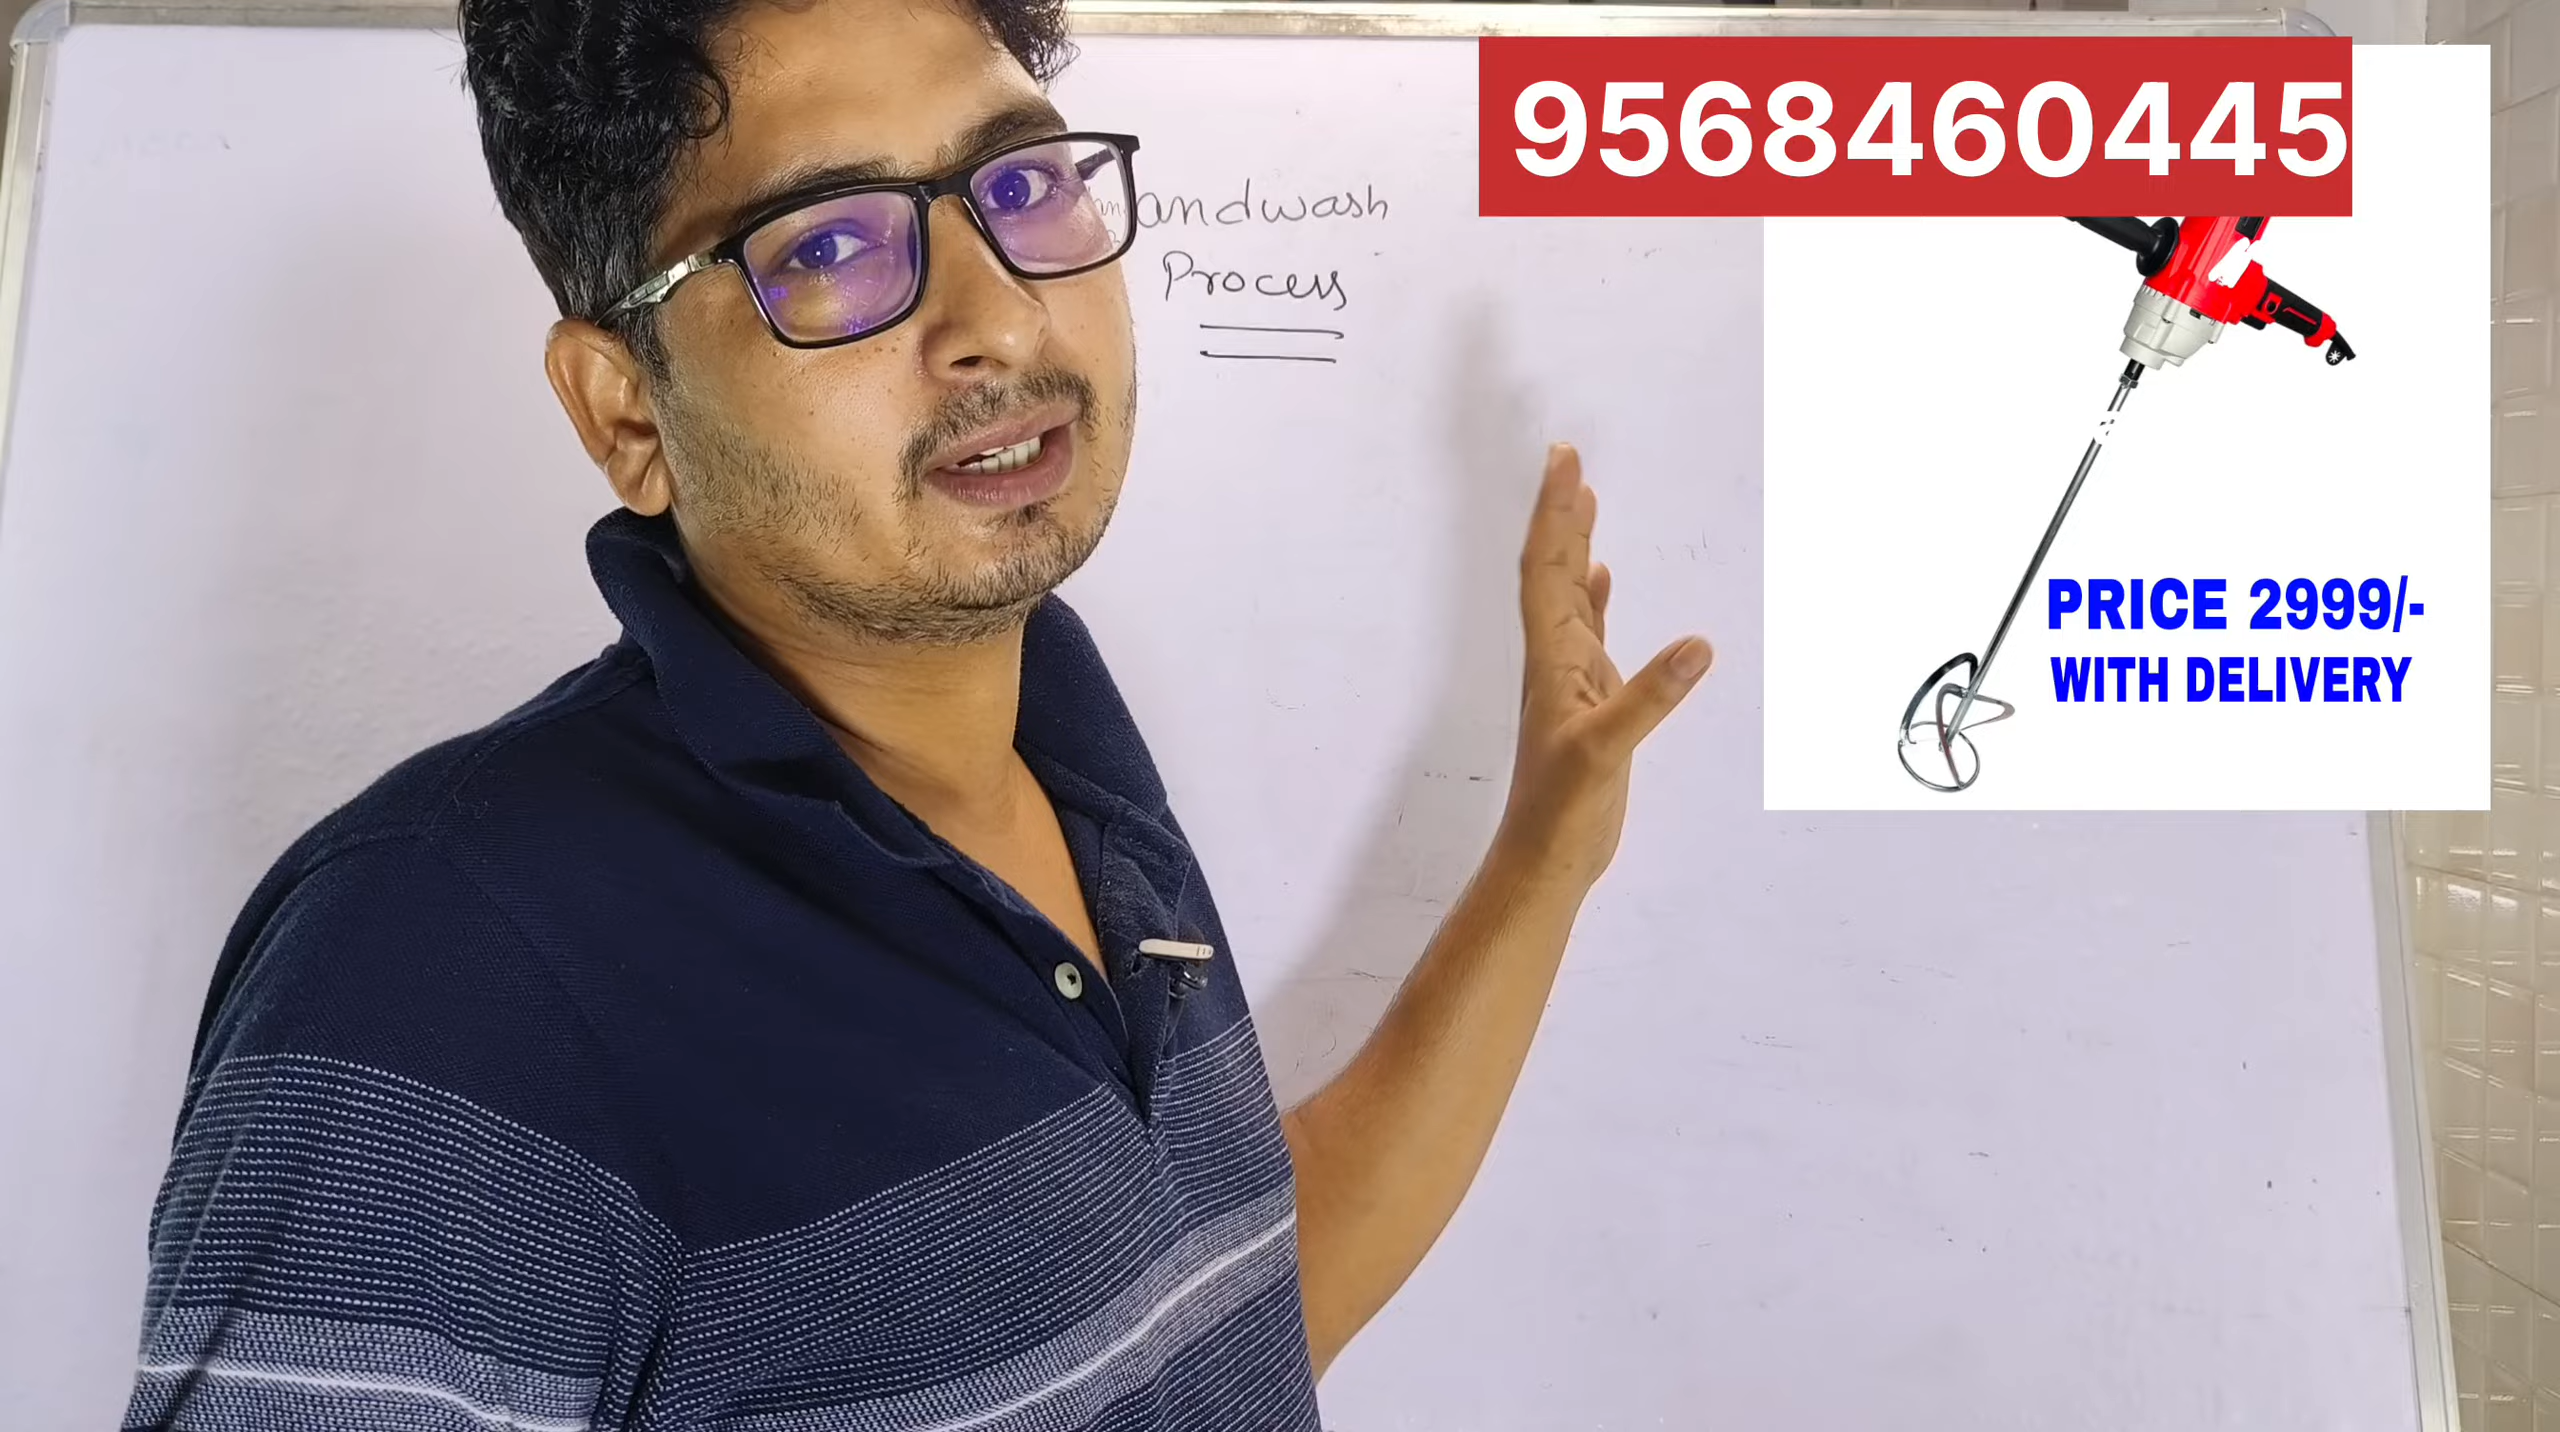 9568460445
andwash
Process
PRICE 2999/-
WITH DELIVERY